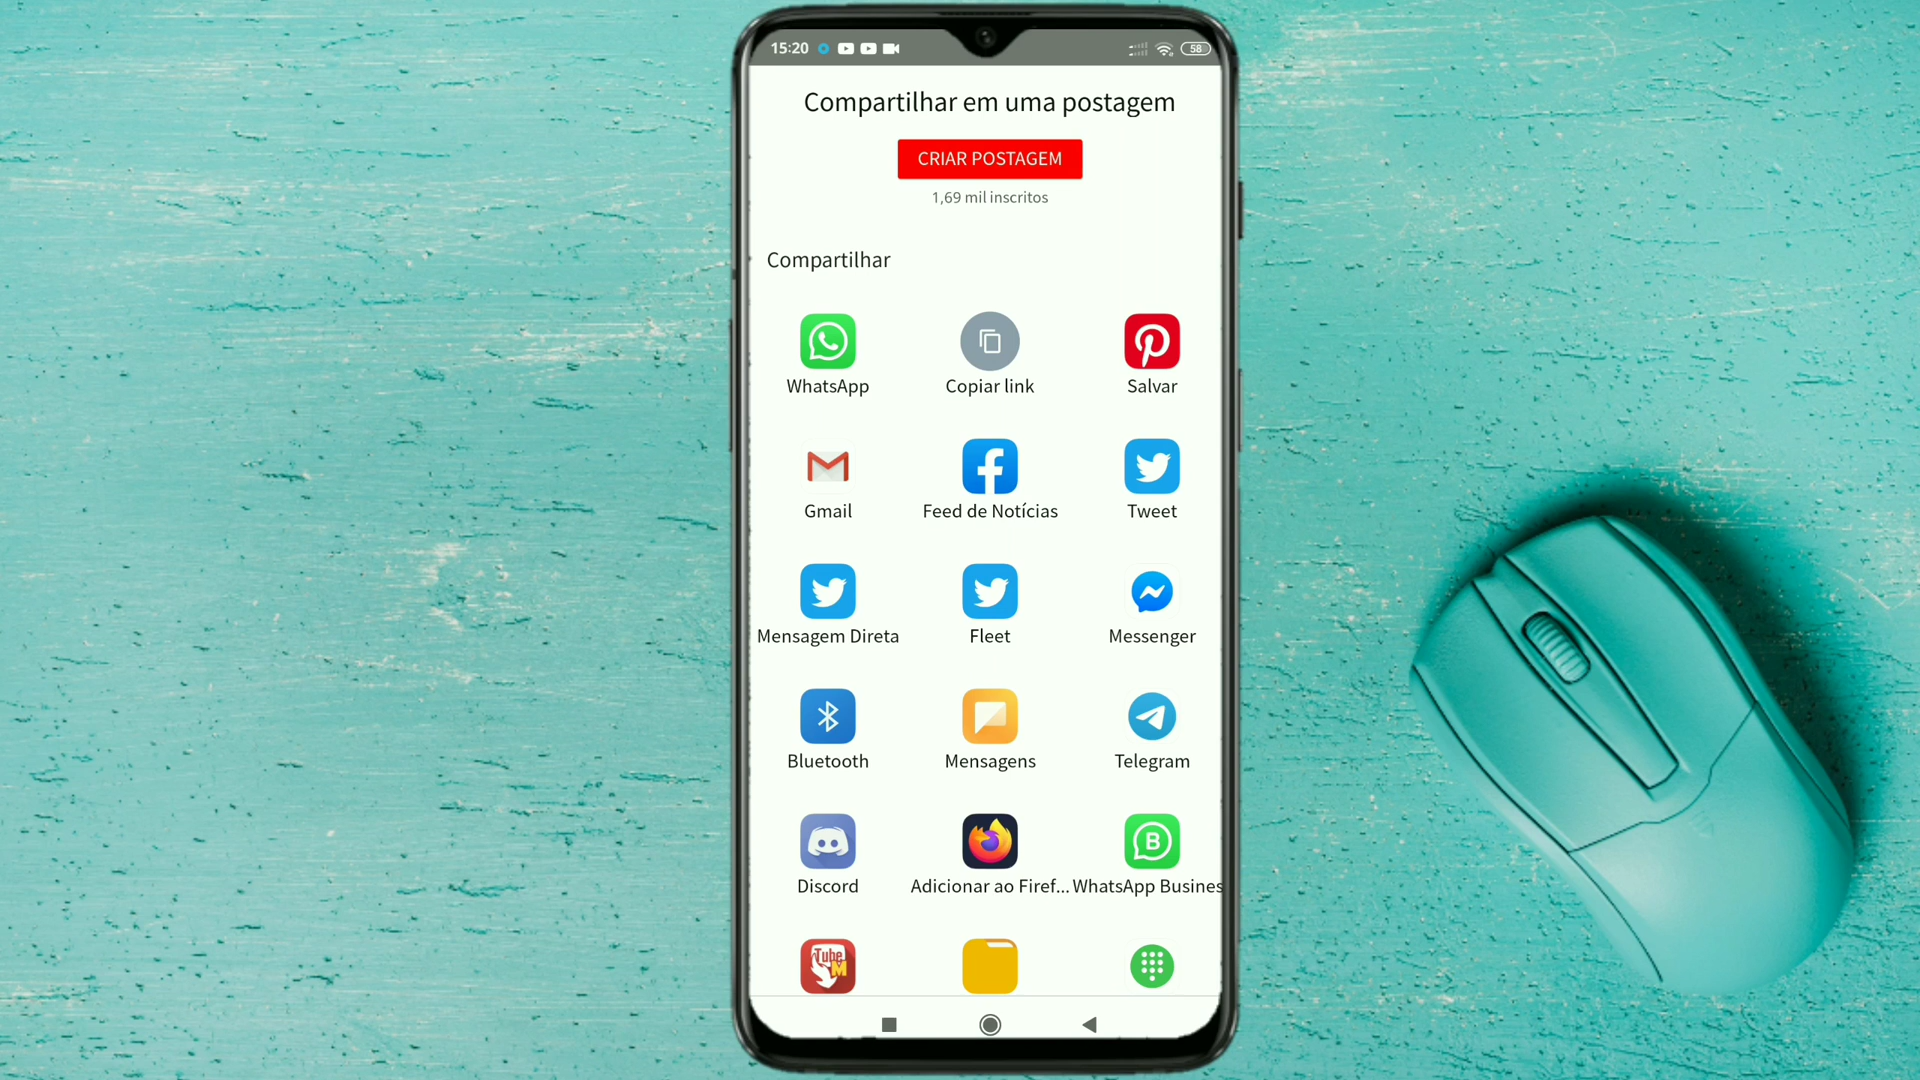 15:20
58
Compartilhar em uma postagem
CRIAR POSTAGEM
1,69 mil inscritos
Compartilhar
WhatsApp
Copiar link
Salvar
Gmail
Feed de Notícias
Tweet
Mensagem Direta
Fleet
Messenger
Bluetooth
Mensagens
Telegram
B
Discord
Adicionar ao Firef...
WhatsApp Busines
Tube
M